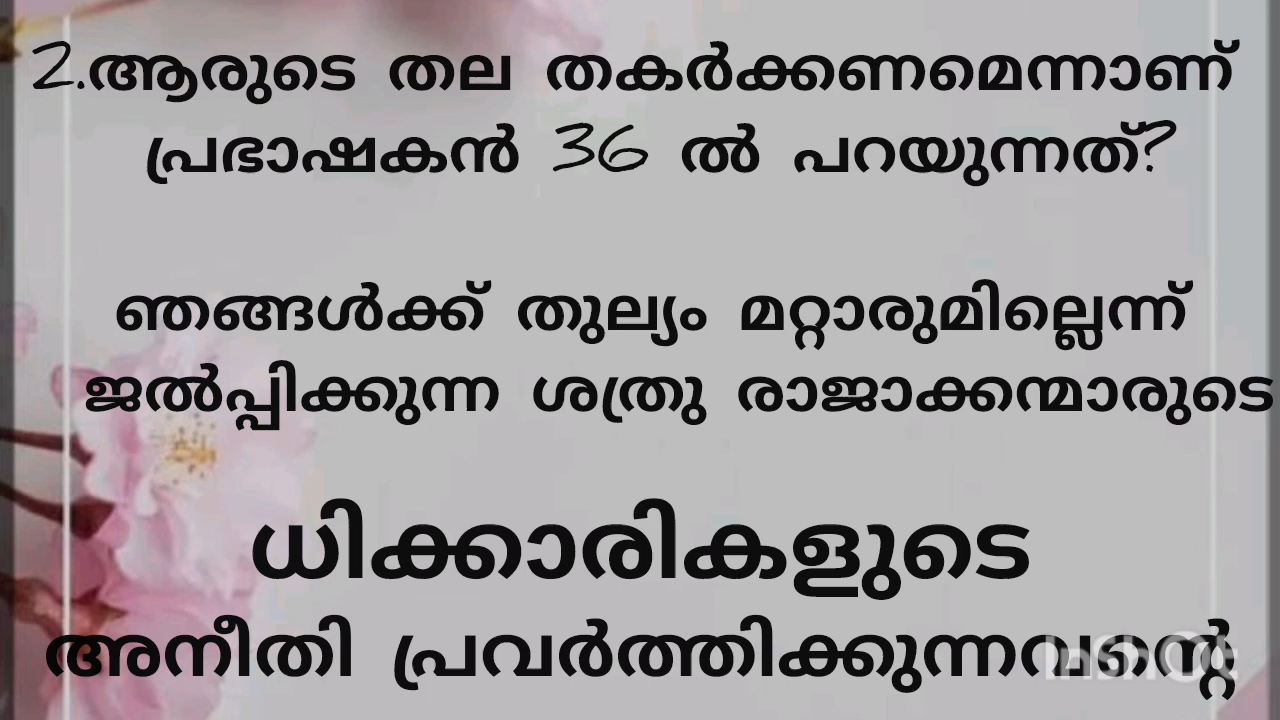 2.ആരുടെ തല തകർക്കണമെന്നാണ്
പ്രഭാഷകൻ 36 ൽ പറയുന്നത്?
ഞങ്ങൾക്ക് തുല്യം മറ്റാരുമില്ലെന്ന്
ജൽപ്പിക്കുന്ന ശത്രു രാജാക്കന്മാരുടെ
ധിക്കാരികളുടെ
അനീതി പ്രവർത്തിക്കുന്നവന്റെ
InShOt